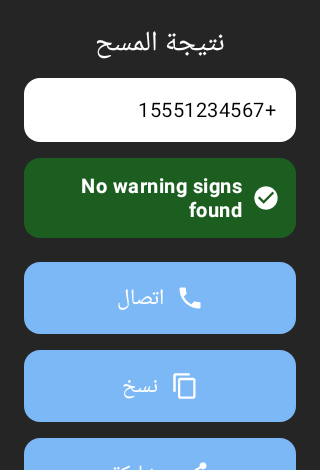 نتيجة المسح
15551234567+
No warning signs
found
اتصال
نسخ